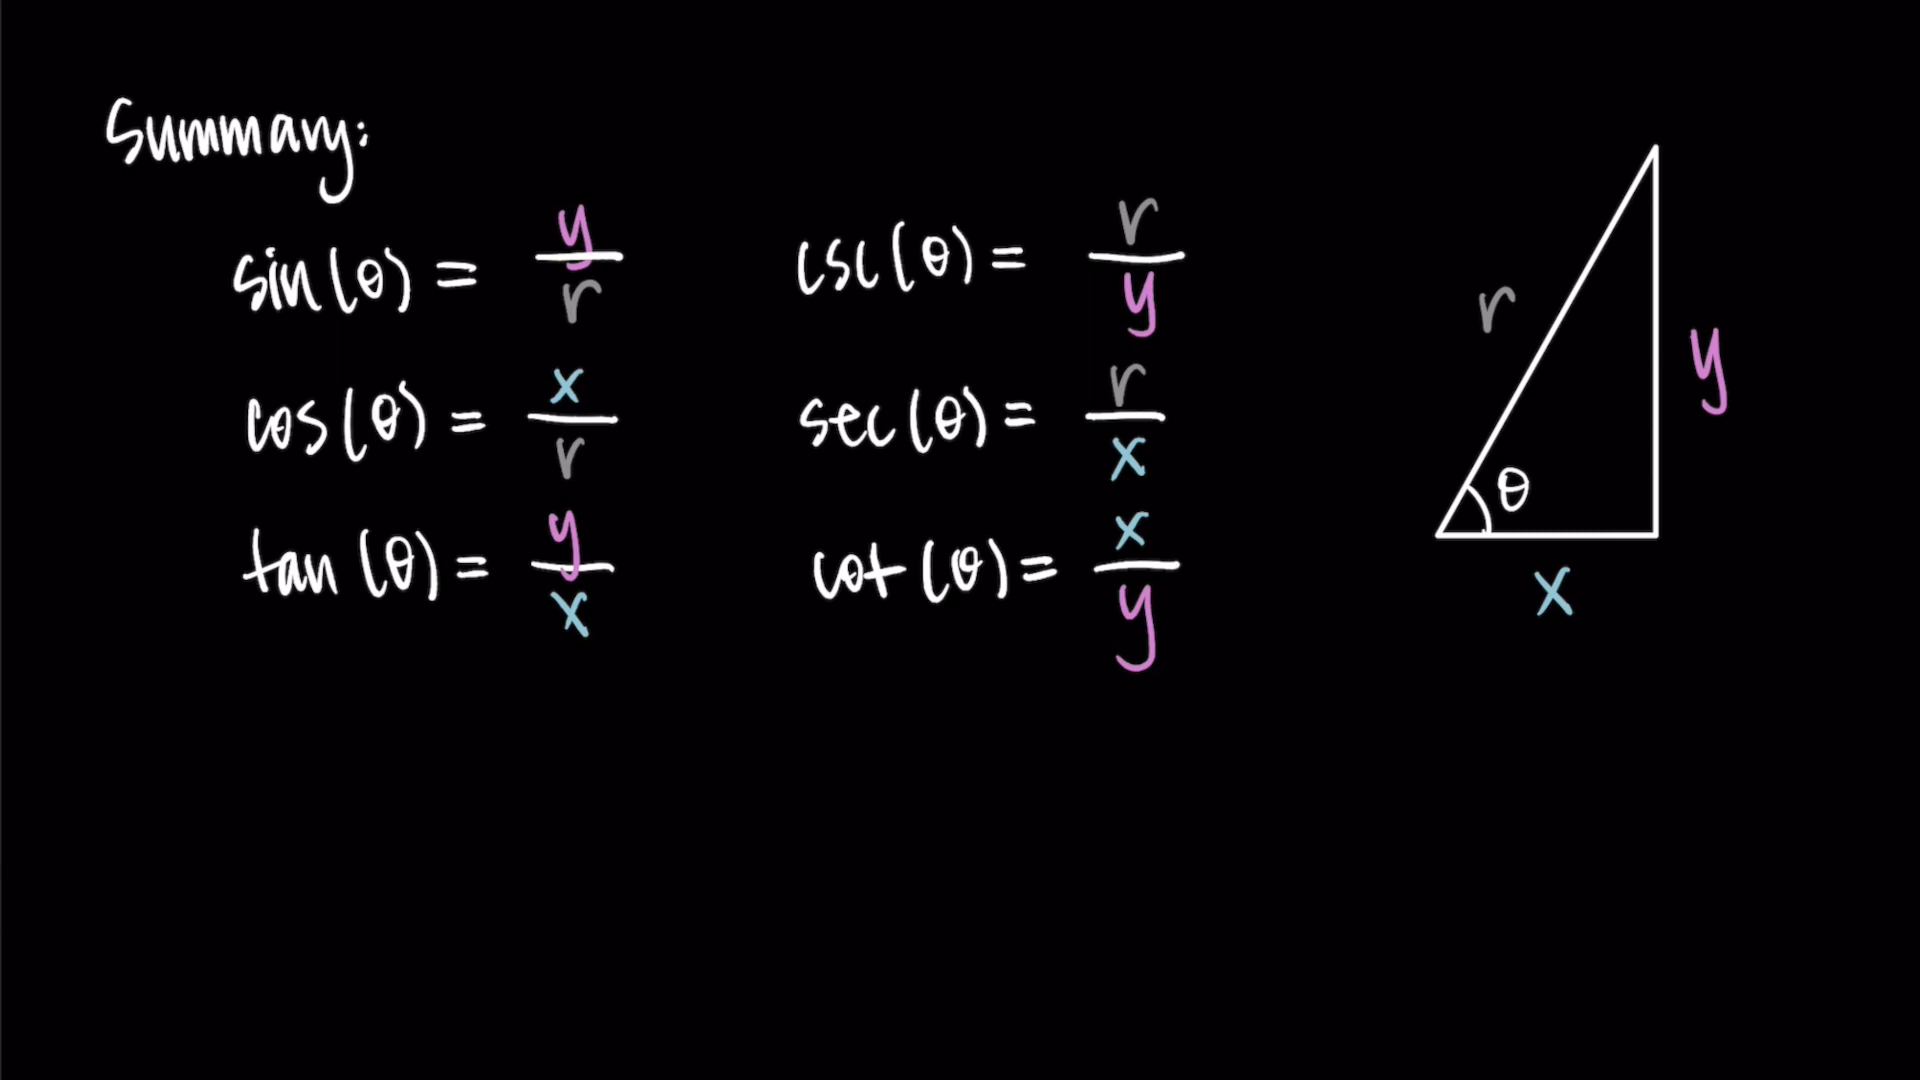 Summary:
sin(θ) = y/r
csc(θ) = r/y
cos(θ) = x/r
sec(θ) = r/x
tan(θ) = y/x
cot(θ) = x/y
r
y
θ
x